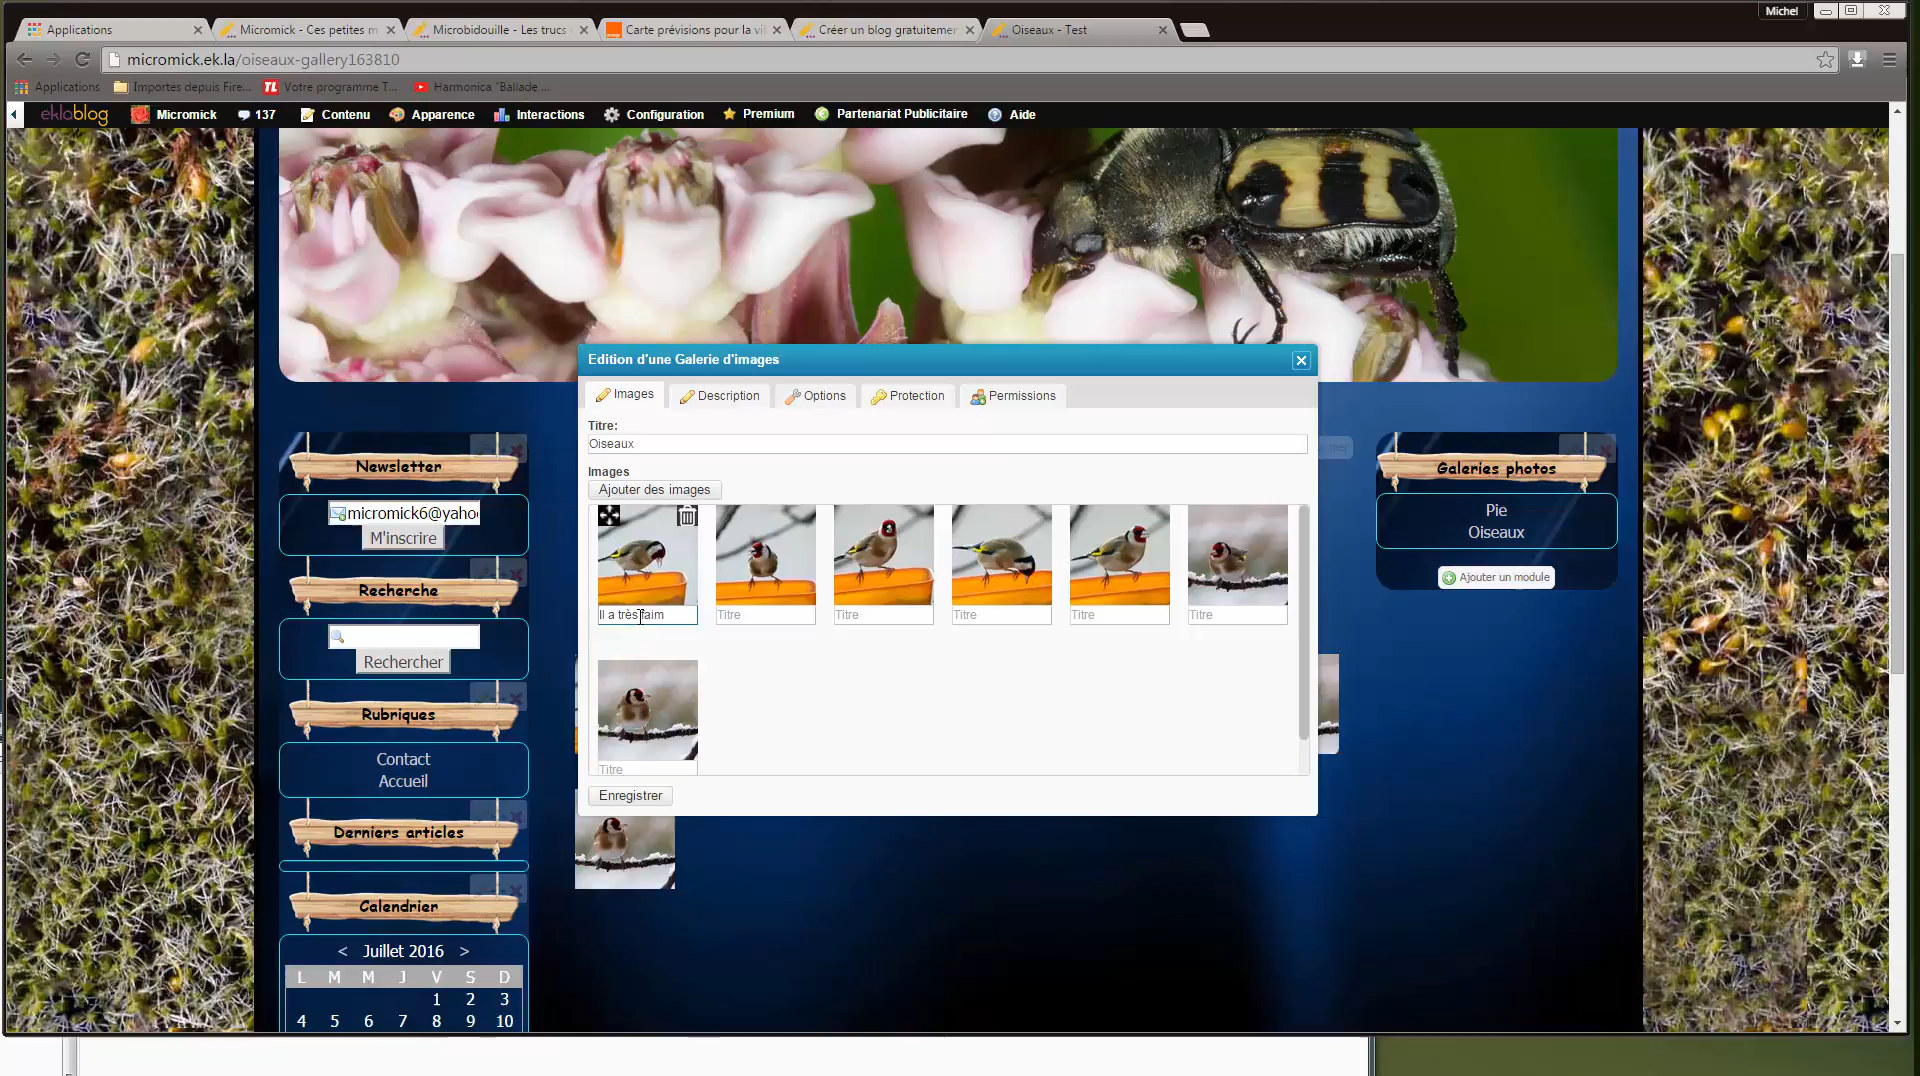 Michel
Applications
Micromick - Ces petites m
Microbidouille - Les trucs
Carte prévisions pour la vil
Créer un blog gratuitemen
Oiseaux - Test
micromick.ek.la/oiseaux-gallery163810
Applications
Importés depuis Fire...
Votre programme T...
Harmonica "Ballade ...
eklablog
Micromick
137
Contenu
Apparence
Interactions
Configuration
Premium
Partenariat Publicitaire
Aide
Edition d'une Galerie d'images
Images
Description
Options
Protection
Permissions
Titre:
Oiseaux
Images
Ajouter des images
Il a très faim
Titre
Titre
Titre
Titre
Titre
Titre
Enregistrer
Newsletter
micromick6@yaho
M'inscrire
Recherche
Rechercher
Rubriques
Contact
Accueil
Derniers articles
Calendrier
< Juillet 2016 >
L M M J V S D
1 2 3
4 5 6 7 8 9 10
Galeries photos
Pie
Oiseaux
Ajouter un module